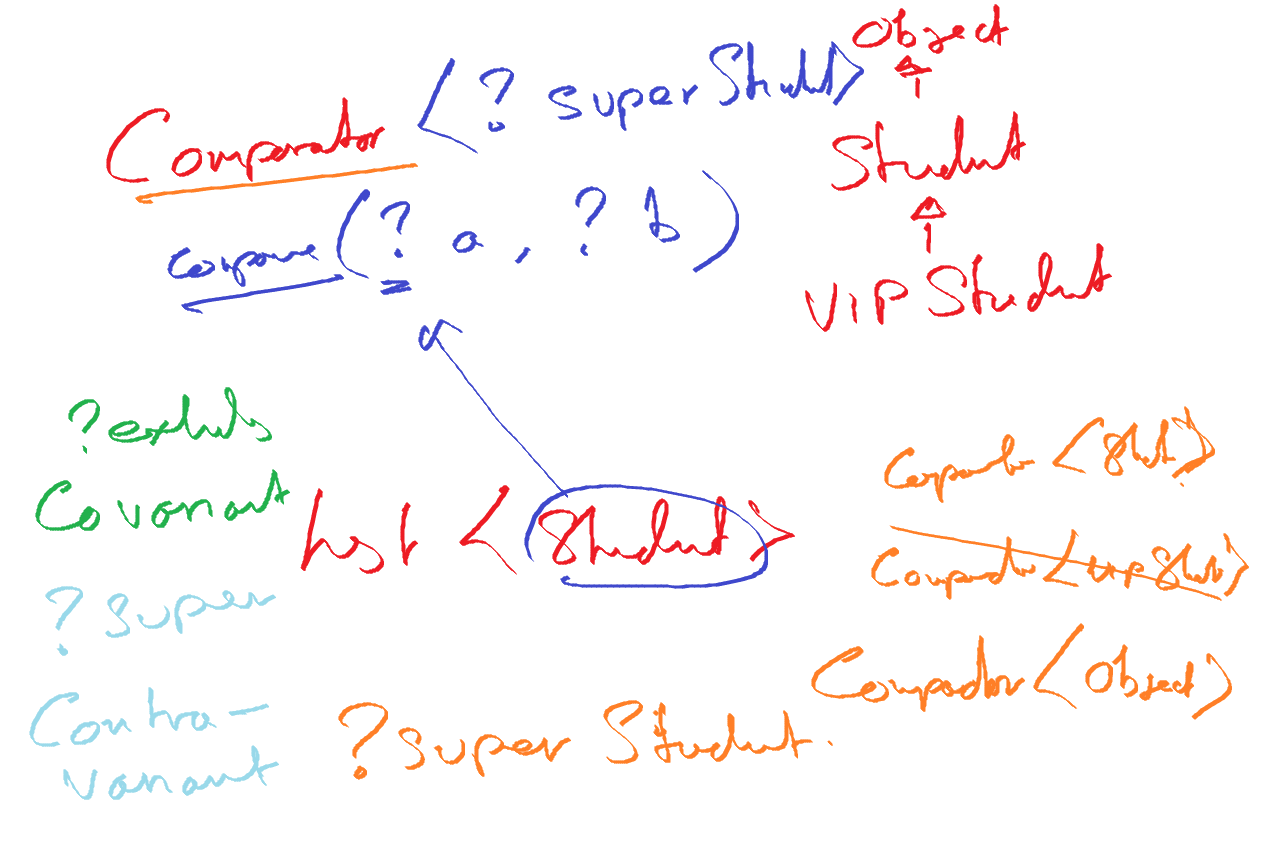 Object
Comparator <? super Student>
Student
compare (? a, ? b)
VIP Student
? extends
Covariant
List <Student>
Comparator <Student>
Comparator <VIP Student>
? super
Comparator <Object>
Contra-
variant
? super Student.